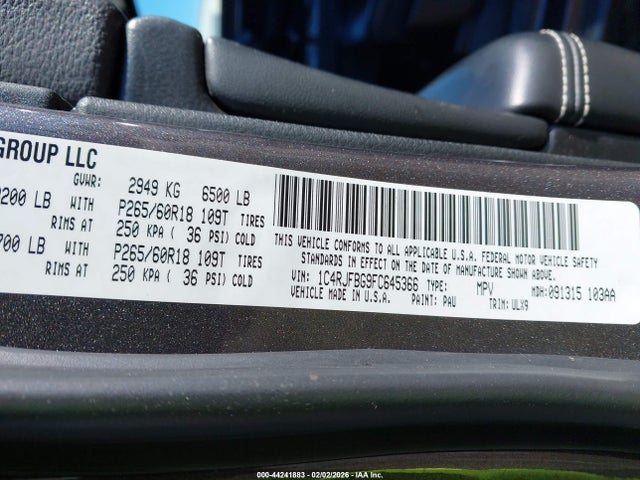 GROUP LLC
GVWR: 2949 KG 6500 LB
200 LB WITH P265/60R18 109T TIRES
RIMS AT 250 KPA ( 36 PSI) COLD
700 LB WITH P265/60R18 109T TIRES
RIMS AT 250 KPA ( 36 PSI) COLD
THIS VEHICLE CONFORMS TO ALL APPLICABLE U.S.A. FEDERAL MOTOR VEHICLE
STANDARDS IN EFFECT ON THE DATE OF MANUFACTURE SHOWN ABOVE.
VIN: 1C4RJFBG9FC645366 TYPE: MPV MDH: 091315 103AA
VEHICLE MADE IN U.S.A. PAINT: PAU TRIM: ULX9
000-44241883 - 02/02/2026 - IAA Inc.